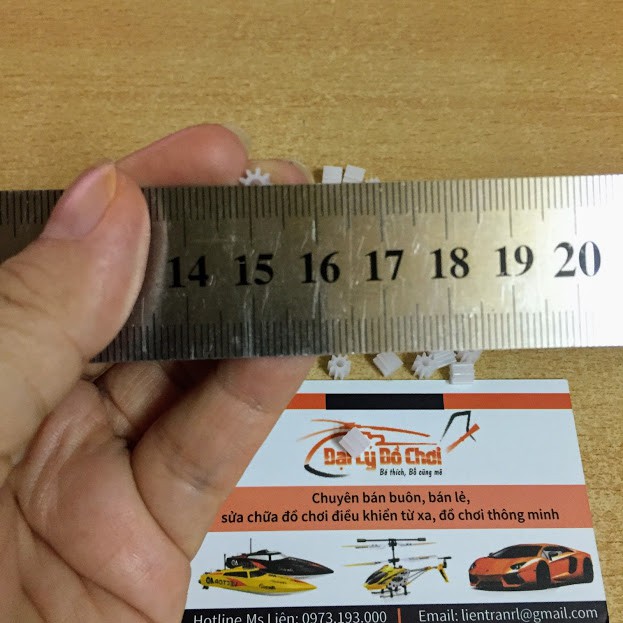 14 15 16 17 18 19 20
Đại Lý Đồ Chơi
Bé thích, Bố cũng mê
Chuyên bán buôn, bán lẻ,
sửa chữa đồ chơi điều khiển từ xa, đồ chơi thông minh
Hotline Ms Liên: 0973.193.000 | Email: lientranrl@gmail.com